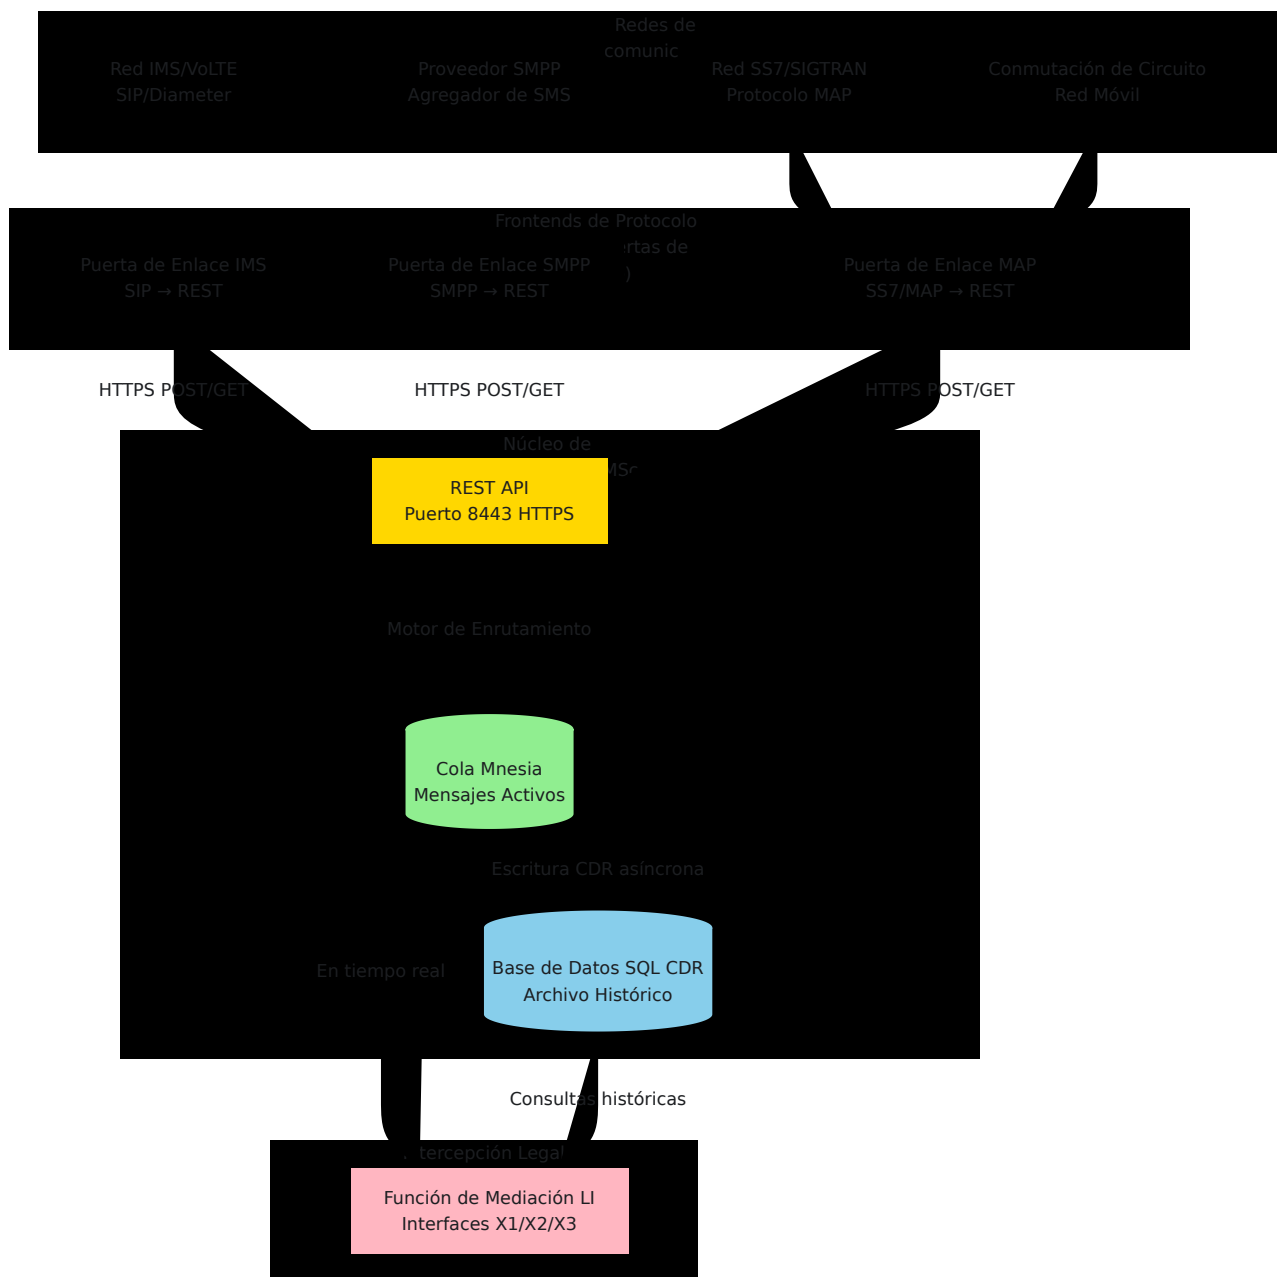 Redes de
comunic
Red IMS/VoLTE
SIP/Diameter
Proveedor SMPP
Agregador de SMS
Red SS7/SIGTRAN
Protocolo MAP
Conmutación de Circuito
Red Móvil
Frontends de Protocolo
ertas de
)
Puerta de Enlace IMS
SIP → REST
Puerta de Enlace SMPP
SMPP → REST
Puerta de Enlace MAP
SS7/MAP → REST
HTTPS POST/GET
HTTPS POST/GET
HTTPS POST/GET
Núcleo de
REST API
Puerto 8443 HTTPS
Motor de Enrutamiento
Cola Mnesia
Mensajes Activos
Escritura CDR asíncrona
Base de Datos SQL CDR
Archivo Histórico
En tiempo real
Consultas históricas
tercepción Legal
Función de Mediación LI
Interfaces X1/X2/X3